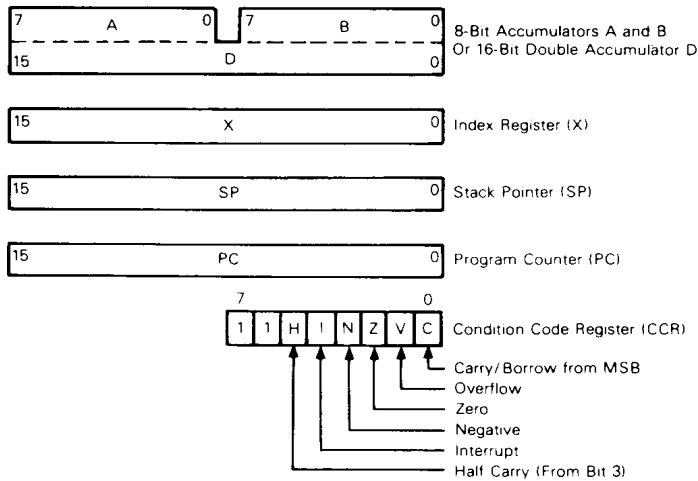 7 A 0 7 B 0
8-Bit Accumulators A and B
Or 16-Bit Double Accumulator D
15 D 0
15 X 0 Index Register (X)
15 SP 0 Stack Pointer (SP)
15 PC 0 Program Counter (PC)
7 0
1 1 H I N Z V C Condition Code Register (CCR)
Carry/Borrow from MSB
Overflow
Zero
Negative
Interrupt
Half Carry (From Bit 3)